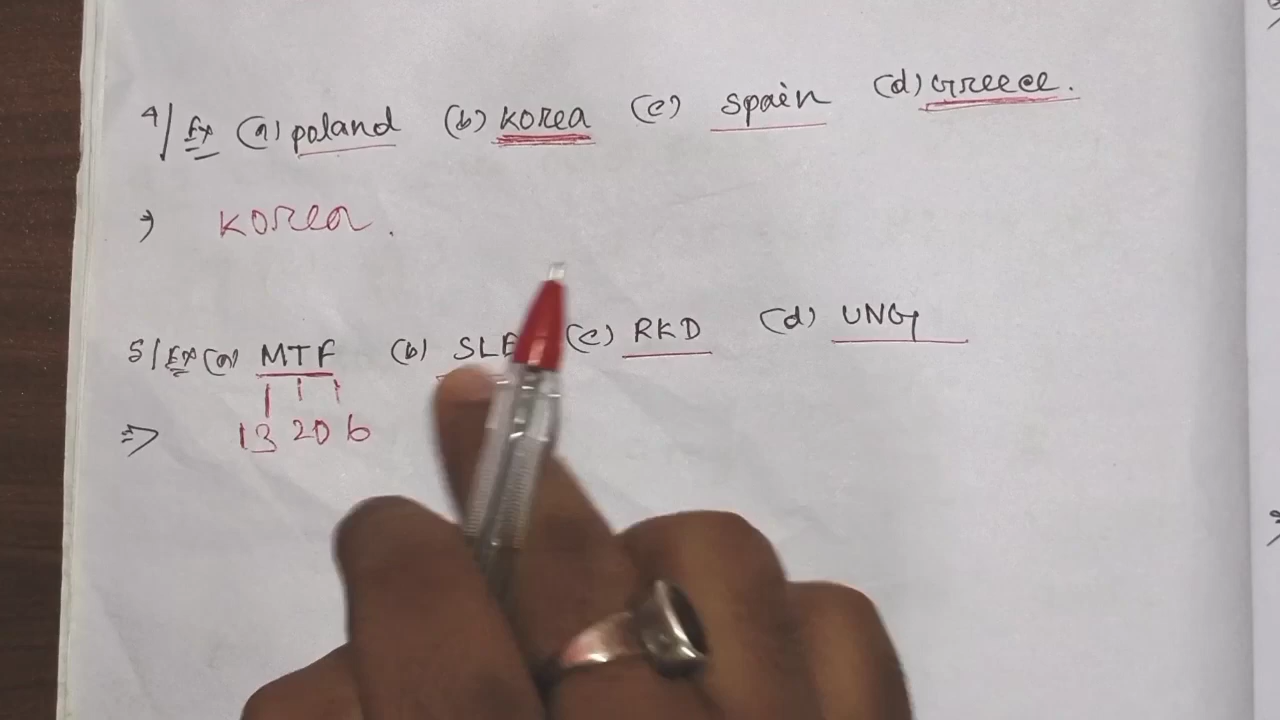 4/ Ex (a) poland (b) Korea (c) Spain (d) Greece.
⇒ Korea.
5/ Ex (a) MTF (b) SLE (c) RKD (d) UNG
⇒ 13 20 6